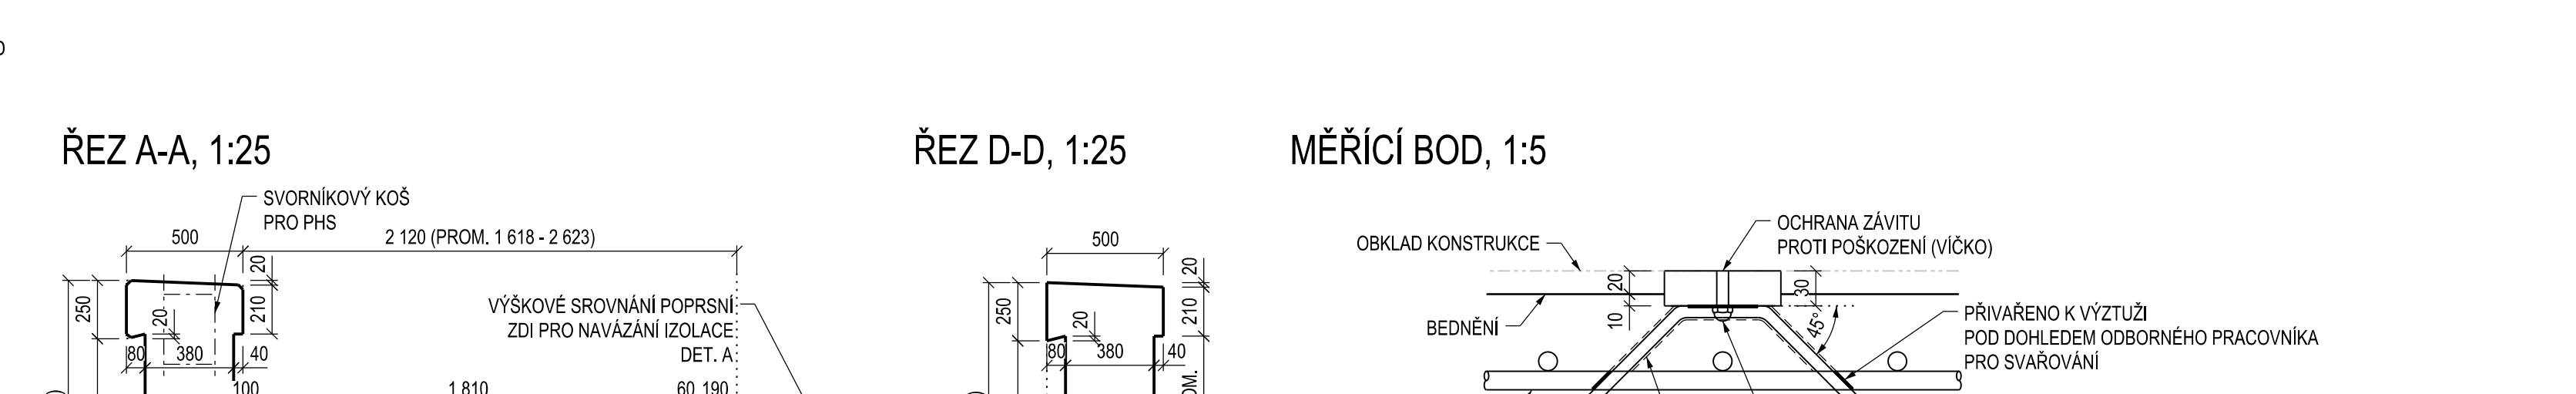 ŘEZ A-A, 1:25
SVORNÍKOVÝ KOŠ
PRO PHS
500
2 120 (PROM. 1 618 - 2 623)
20
250
20
210
80
380
40
100
1 810
60
190
VÝŠKOVÉ SROVNÁNÍ POPRSNÍ
ZDI PRO NAVÁZÁNÍ IZOLACE
DET. A
ŘEZ D-D, 1:25
500
20
250
20
210
80
380
40
MĚŘÍCÍ BOD, 1:5
OCHRANA ZÁVITU
PROTI POŠKOZENÍ (VÍČKO)
OBKLAD KONSTRUKCE
20
30
BEDNĚNÍ
10
45°
PŘIVAŘENO K VÝZTUŽI
POD DOHLEDEM ODBORNÉHO PRACOVNÍKA
PRO SVAŘOVÁNÍ